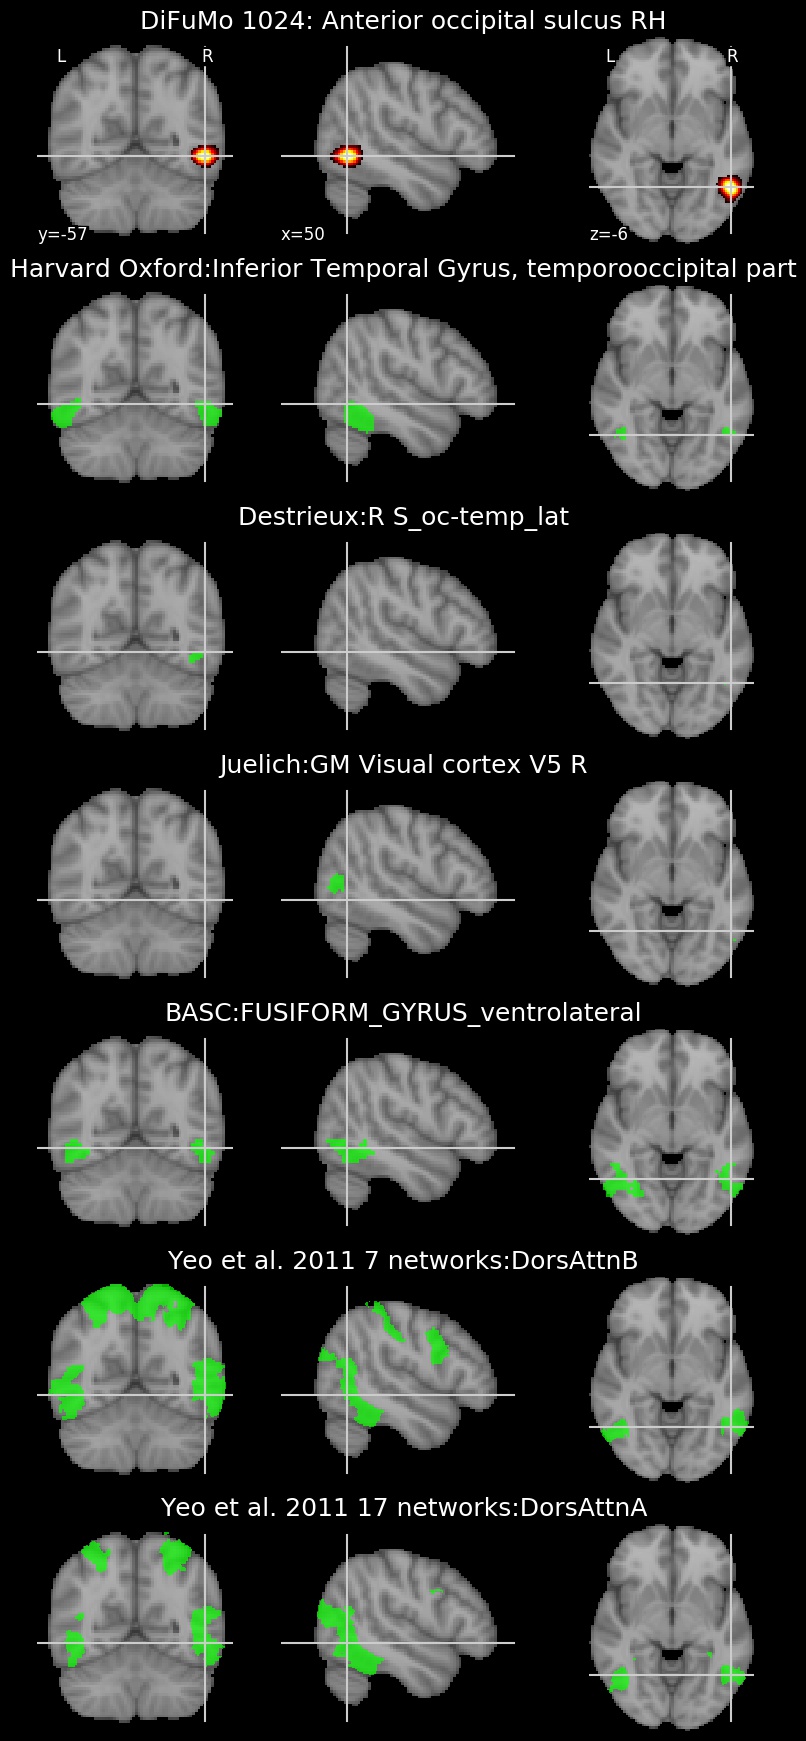 DiFuMo 1024: Anterior occipital sulcus RH
L R L R
y=-57 x=50 z=-6
Harvard Oxford:Inferior Temporal Gyrus, temporooccipital part
Destrieux:R S_oc-temp_lat
Juelich:GM Visual cortex V5 R
BASC:FUSIFORM_GYRUS_ventrolateral
Yeo et al. 2011 7 networks:DorsAttnB
Yeo et al. 2011 17 networks:DorsAttnA